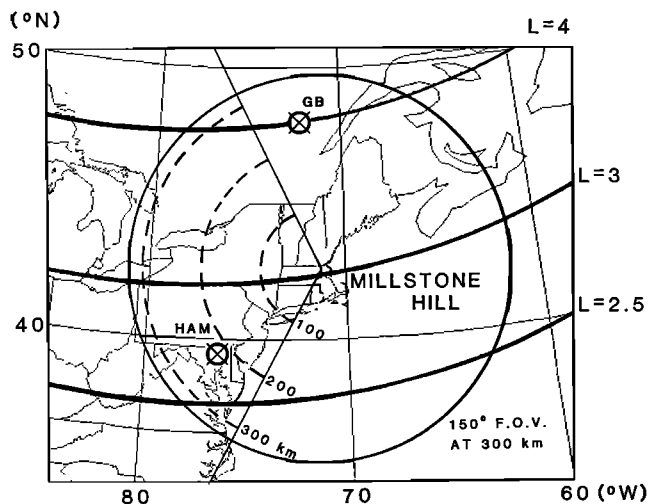 (°N)
L=4
50
GB
L=3
MILLSTONE
HILL
L=2.5
40
HAM
100
200
300 km
150° F.O.V.
AT 300 km
80
70
60 (°W)